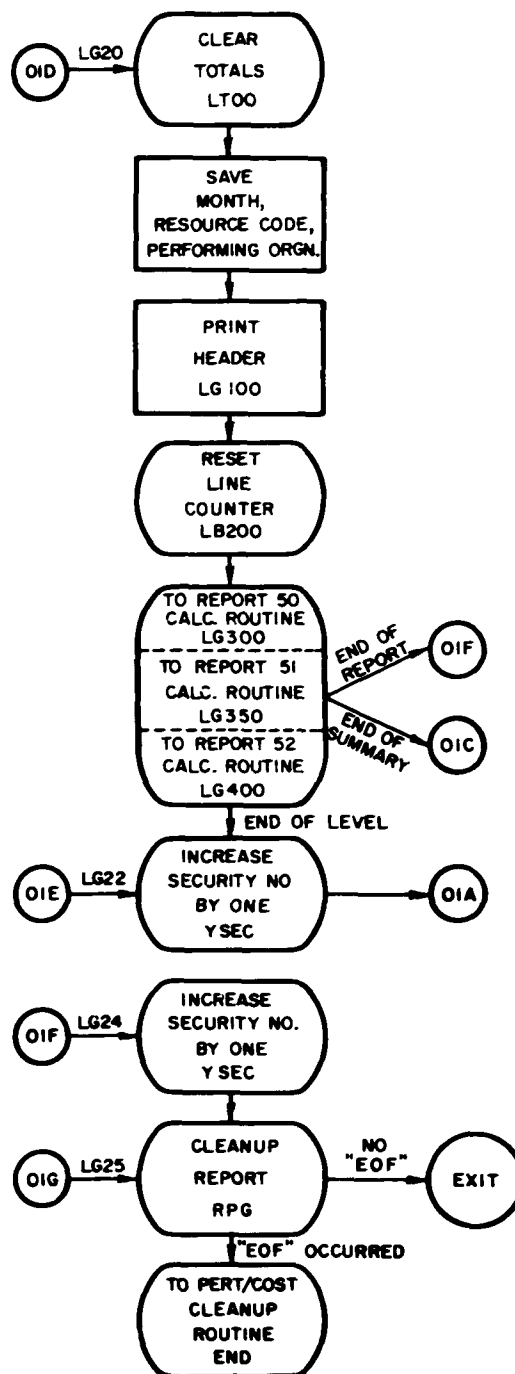 CLEAR
TOTALS
LT00
01D
LG20
SAVE
MONTH,
RESOURCE CODE,
PERFORMING ORGN.
PRINT
HEADER
LG 100
RESET
LINE
COUNTER
LB200
TO REPORT 50
CALC. ROUTINE
LG300
TO REPORT 51
CALC. ROUTINE
LG350
TO REPORT 52
CALC. ROUTINE
LG400
END OF
REPORT
01F
END OF
SUMMARY
01C
END OF LEVEL
01E
LG22
INCREASE
SECURITY NO
BY ONE
YSEC
01A
01F
LG24
INCREASE
SECURITY NO.
BY ONE
YSEC
01G
LG25
CLEANUP
REPORT
RPG
NO
"EOF"
EXIT
"EOF" OCCURRED
TO PERT/COST
CLEANUP
ROUTINE
END